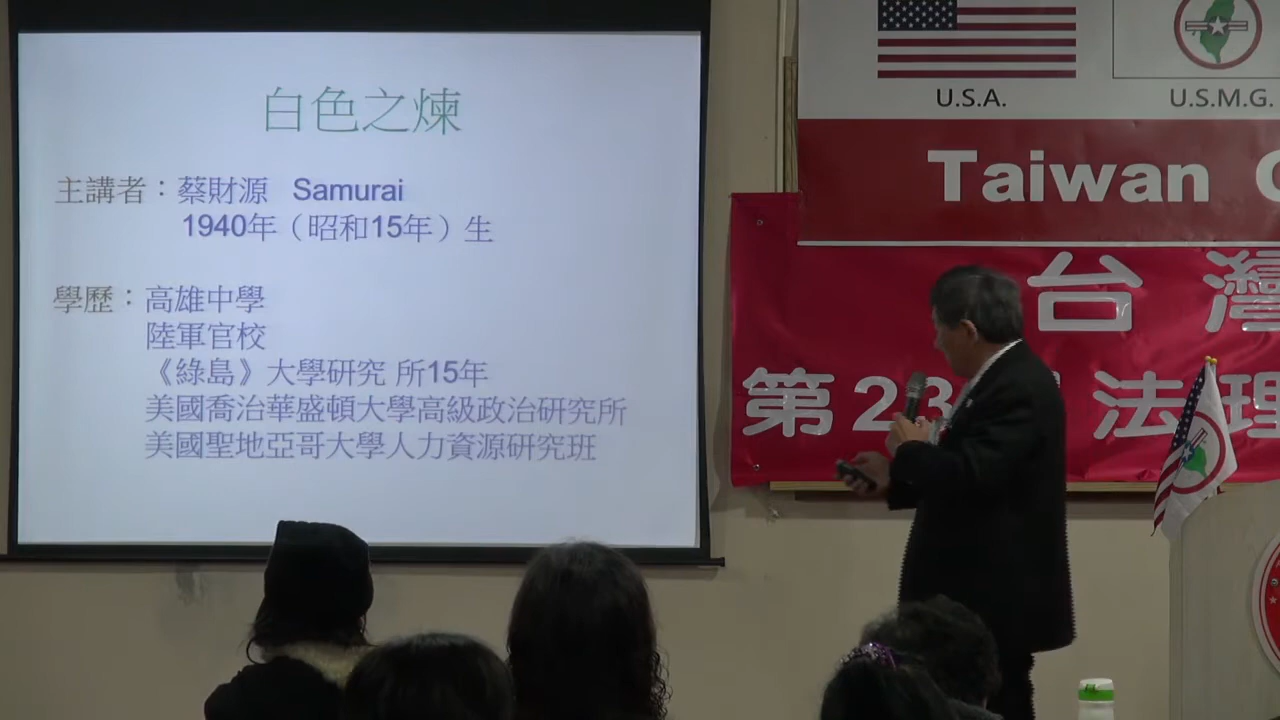 白色之煉
主講者：蔡財源 Samurai
1940年（昭和15年）生
學歷：高雄中學
陸軍官校
《綠島》大學研究 所15年
美國喬治華盛頓大學高級政治研究所
美國聖地亞哥大學人力資源研究班
U.S.A.
U.S.M.G.
Taiwan
台灣
第23 法理